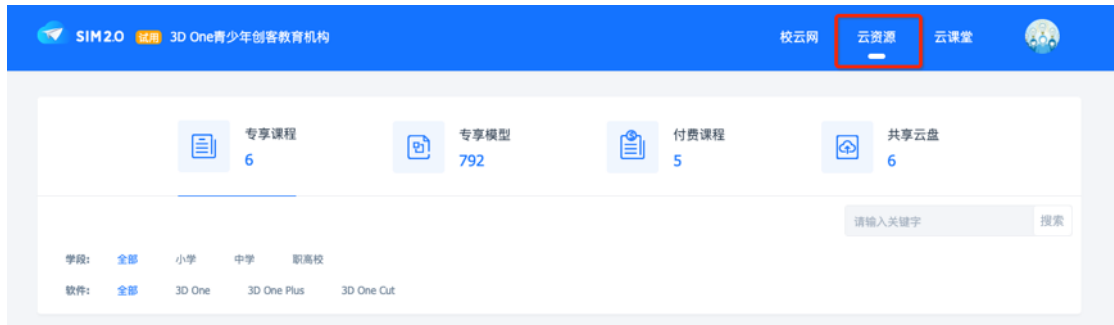 SIM2.0 试用 3D One青少年创客教育机构 校云网 云资源 云课堂
专享课程 专享模型 付费课程 共享云盘
6 792 5 6
请输入关键字 搜索
学段: 全部 小学 中学 职高校
软件: 全部 3D One 3D One Plus 3D One Cut